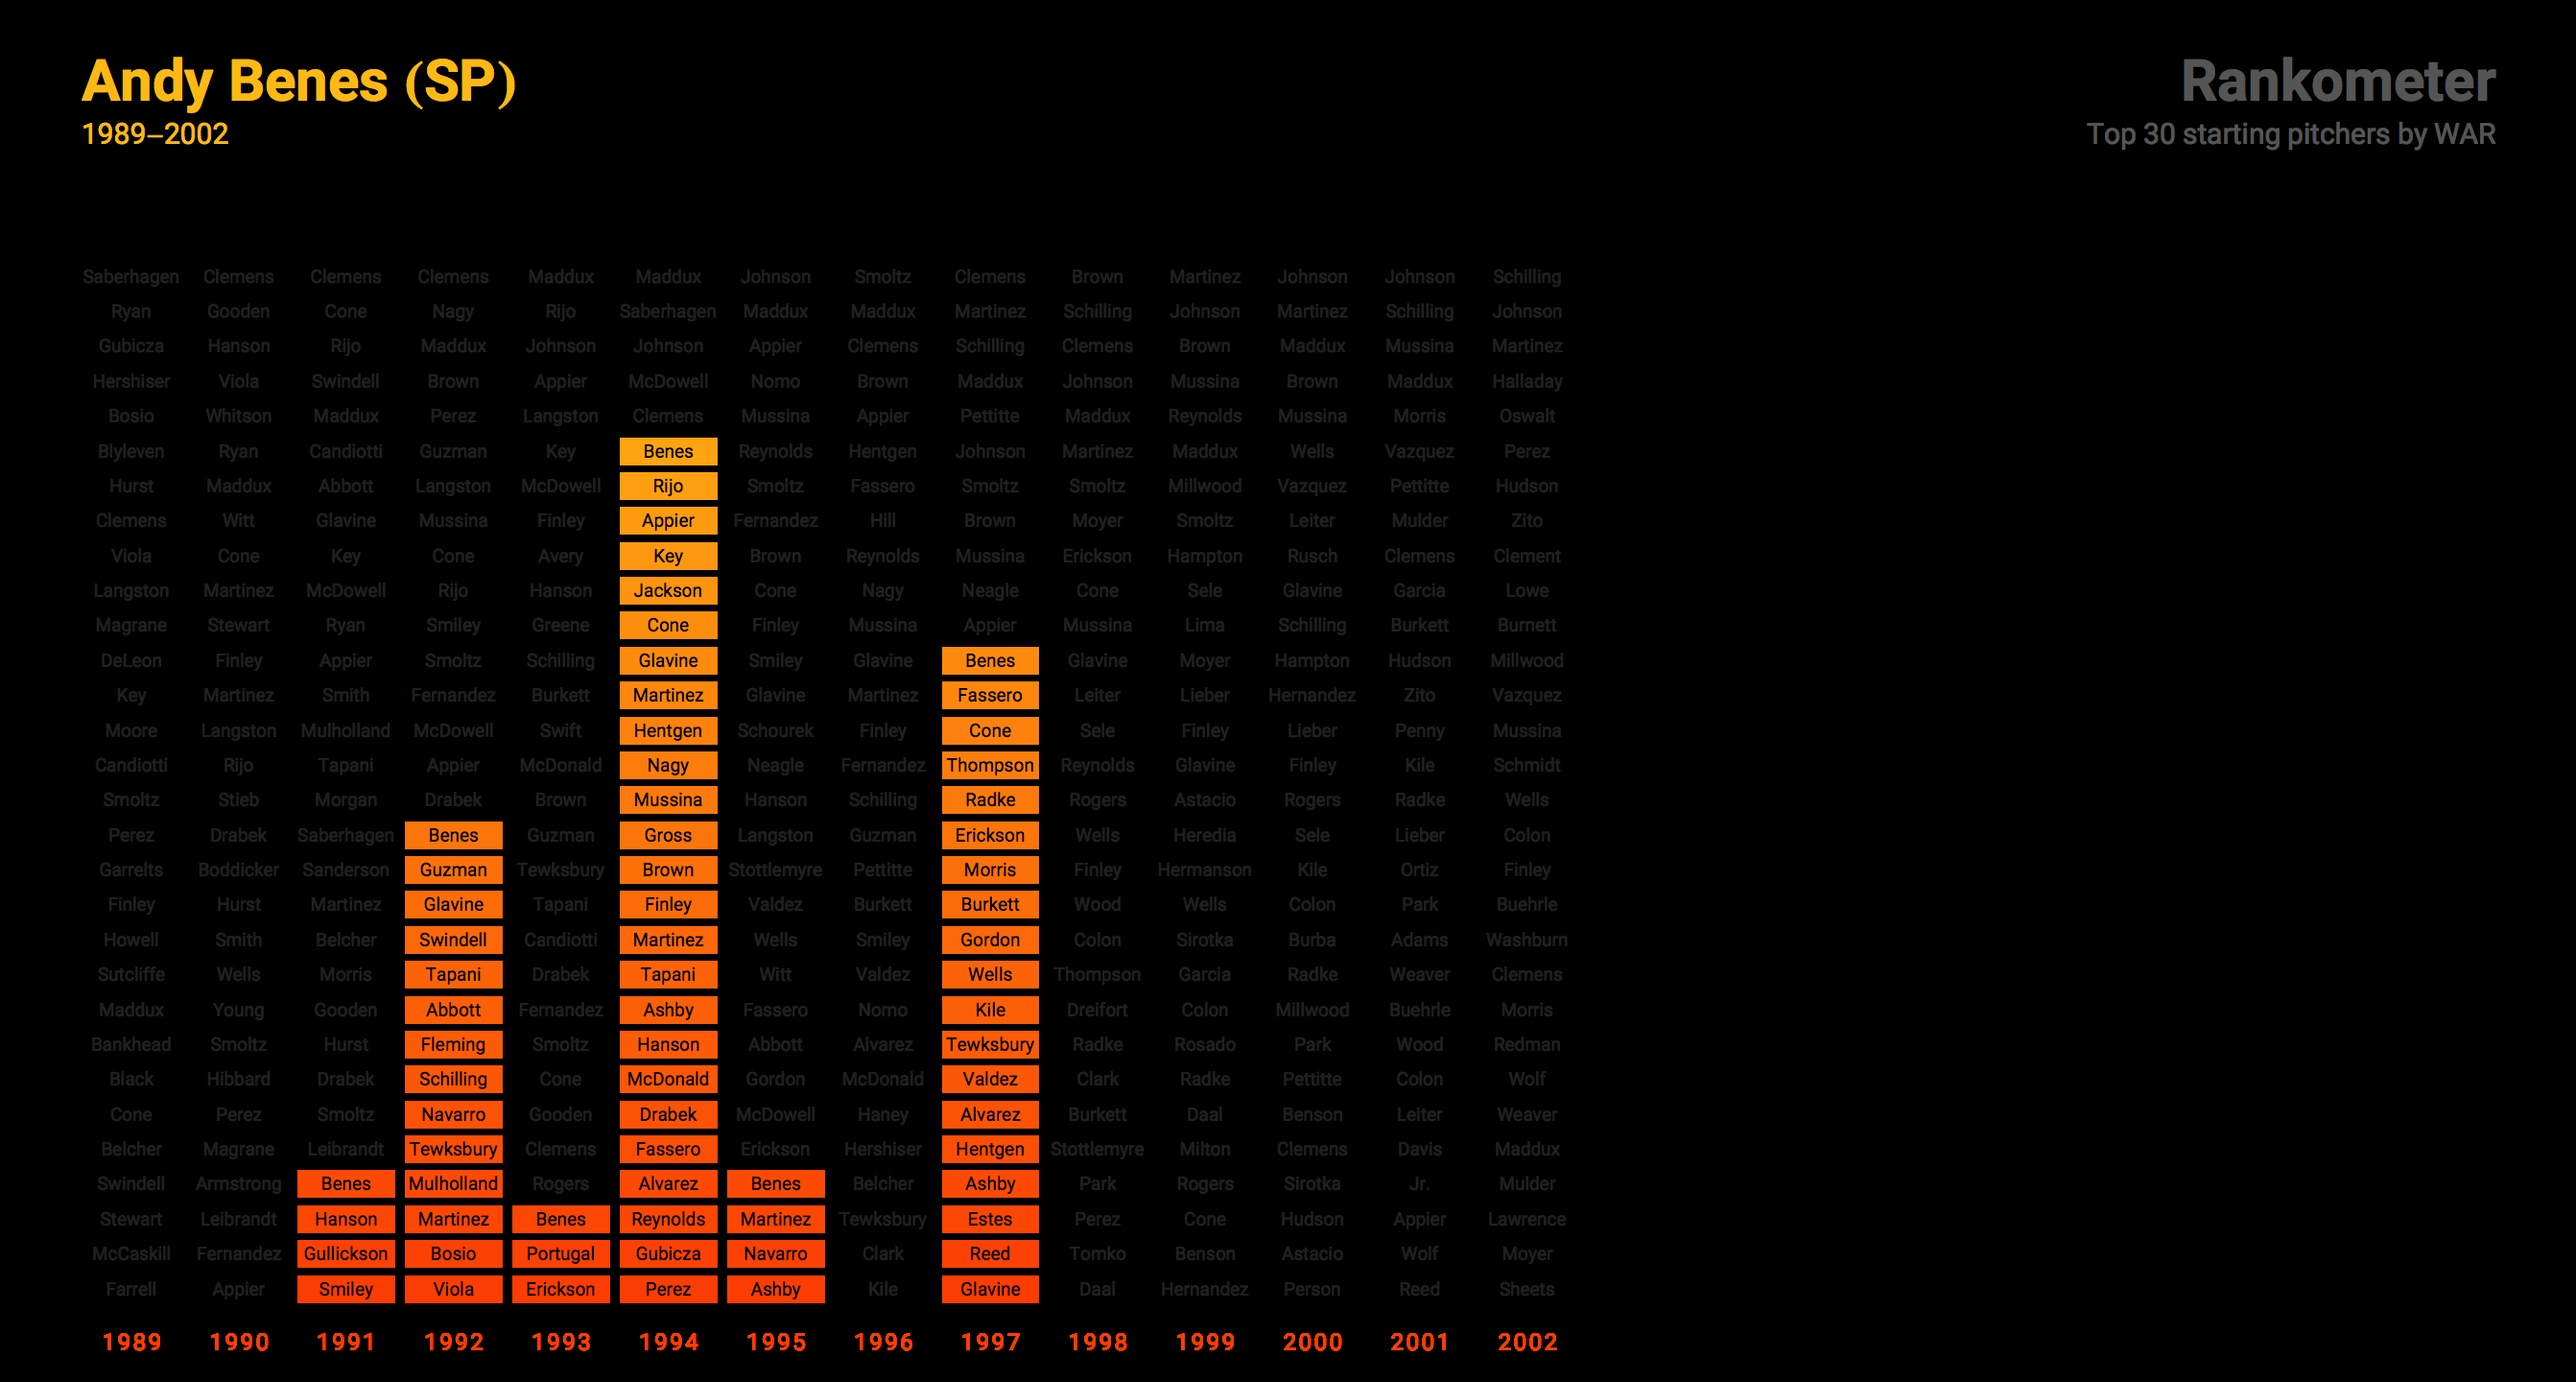 Andy Benes (SP)
1989–2002
Rankometer
Top 30 starting pitchers by WAR
Saberhagen Clemens Clemens Clemens Maddux Maddux Johnson Smoltz Clemens Brown Martinez Johnson Johnson Schilling
Ryan Gooden Cone Nagy Rijo Saberhagen Maddux Maddux Martinez Schilling Johnson Martinez Schilling Johnson
Gubicza Hanson Rijo Maddux Johnson Johnson Appier Clemens Schilling Clemens Brown Maddux Mussina Martinez
Hershiser Viola Swindell Brown Appier McDowell Nomo Brown Maddux Johnson Mussina Brown Maddux Halladay
Bosio Whitson Maddux Perez Langston Clemens Mussina Appier Pettitte Maddux Reynolds Mussina Morris Oswalt
Blyleven Ryan Candiotti Guzman Key Benes Reynolds Hentgen Johnson Martinez Maddux Wells Vazquez Perez
Hurst Maddux Abbott Langston McDowell Rijo Smoltz Fassero Smoltz Smoltz Millwood Vazquez Pettitte Hudson
Clemens Witt Glavine Mussina Finley Appier Fernandez Hill Brown Moyer Smoltz Leiter Mulder Zito
Viola Cone Key Cone Avery Key Brown Reynolds Mussina Erickson Hampton Rusch Clemens Clement
Langston Martinez McDowell Rijo Hanson Jackson Cone Nagy Neagle Cone Sele Glavine Garcia Lowe
Magrane Stewart Ryan Smiley Greene Cone Finley Mussina Appier Mussina Lima Schilling Burkett Burnett
DeLeon Finley Appier Smoltz Schilling Glavine Smiley Glavine Benes Glavine Moyer Hampton Hudson Millwood
Key Martinez Smith Fernandez Burkett Martinez Glavine Martinez Fassero Leiter Lieber Hernandez Zito Vazquez
Moore Langston Mulholland McDowell Swift Hentgen Schourek Finley Cone Sele Finley Lieber Penny Mussina
Candiotti Rijo Tapani Appier McDonald Nagy Neagle Fernandez Thompson Reynolds Glavine Finley Kile Schmidt
Smoltz Stieb Morgan Drabek Brown Mussina Hanson Schilling Radke Rogers Astacio Rogers Radke Wells
Perez Drabek Saberhagen Benes Guzman Gross Langston Guzman Erickson Wells Heredia Sele Lieber Colon
Garrelts Boddicker Sanderson Guzman Tewksbury Brown Stottlemyre Pettitte Morris Finley Hermanson Kile Ortiz Finley
Finley Hurst Martinez Glavine Tapani Finley Valdez Burkett Burkett Wood Wells Colon Park Buehrle
Howell Smith Belcher Swindell Candiotti Martinez Wells Smiley Gordon Colon Sirotka Burba Adams Washburn
Sutcliffe Wells Morris Tapani Drabek Tapani Witt Valdez Wells Thompson Garcia Radke Weaver Clemens
Maddux Young Gooden Abbott Fernandez Ashby Fassero Nomo Kile Dreifort Colon Millwood Buehrle Morris
Bankhead Smoltz Hurst Fleming Smoltz Hanson Abbott Alvarez Tewksbury Radke Rosado Park Wood Redman
Black Hibbard Drabek Schilling Cone McDonald Gordon McDonald Valdez Clark Radke Pettitte Colon Wolf
Cone Perez Smoltz Navarro Gooden Drabek McDowell Haney Alvarez Burkett Daal Benson Leiter Weaver
Belcher Magrane Leibrandt Tewksbury Clemens Fassero Erickson Hershiser Hentgen Stottlemyre Milton Clemens Davis Maddux
Swindell Armstrong Benes Mulholland Rogers Alvarez Benes Belcher Ashby Park Rogers Sirotka Jr. Mulder
Stewart Leibrandt Hanson Martinez Benes Reynolds Martinez Tewksbury Estes Perez Cone Hudson Appier Lawrence
McCaskill Fernandez Gullickson Bosio Portugal Gubicza Navarro Clark Reed Tomko Benson Astacio Wolf Moyer
Farrell Appier Smiley Viola Erickson Perez Ashby Kile Glavine Daal Hernandez Person Reed Sheets
1989 1990 1991 1992 1993 1994 1995 1996 1997 1998 1999 2000 2001 2002